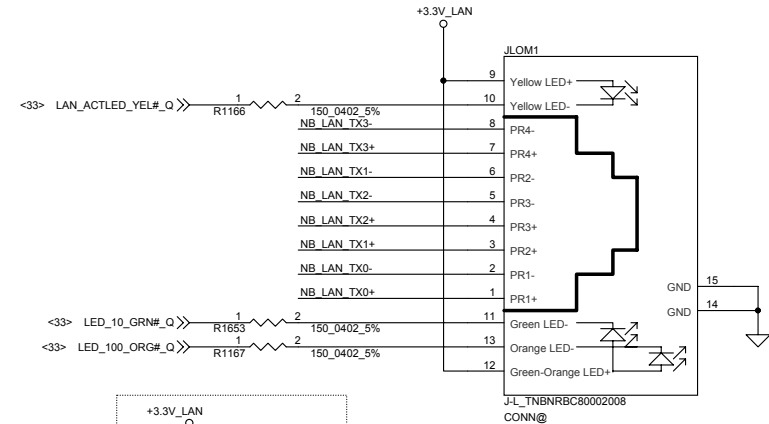 +3.3V_LAN
JLOM1
9 Yellow LED+
<33> LAN_ACTLED_YEL#_Q 1 2 10 Yellow LED-
R1166 150_0402_5%
NB_LAN_TX3- 8 PR4-
NB_LAN_TX3+ 7 PR4+
NB_LAN_TX1- 6 PR2-
NB_LAN_TX2- 5 PR3-
NB_LAN_TX2+ 4 PR3+
NB_LAN_TX1+ 3 PR2+
NB_LAN_TX0- 2 PR1-
GND 15
NB_LAN_TX0+ 1 PR1+
GND 14
<33> LED_10_GRN#_Q 1 2 11 Green LED-
R1653 150_0402_5%
<33> LED_100_ORG#_Q 1 2 13 Orange LED-
R1167 150_0402_5%
12 Green-Orange LED+
J-L_TNBNRBC80002008
CONN@
+3.3V_LAN